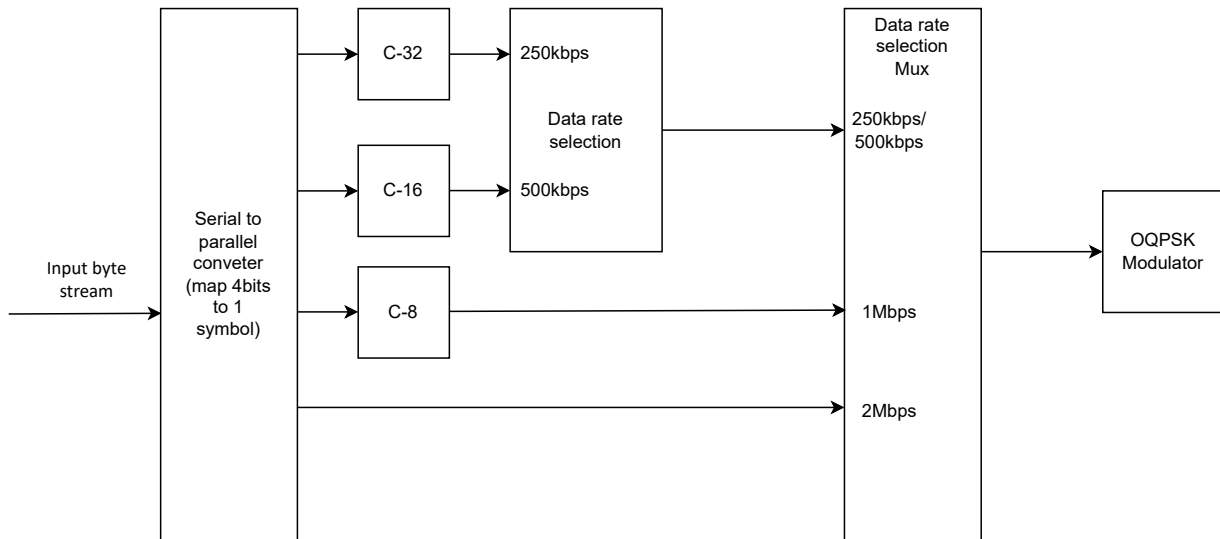 Input byte
stream
Serial to
parallel
conveter
(map 4bits
to 1
symbol)
C-32
C-16
C-8
250kbps
Data rate
selection
500kbps
Data rate
selection
Mux
250kbps/
500kbps
1Mbps
2Mbps
OQPSK
Modulator